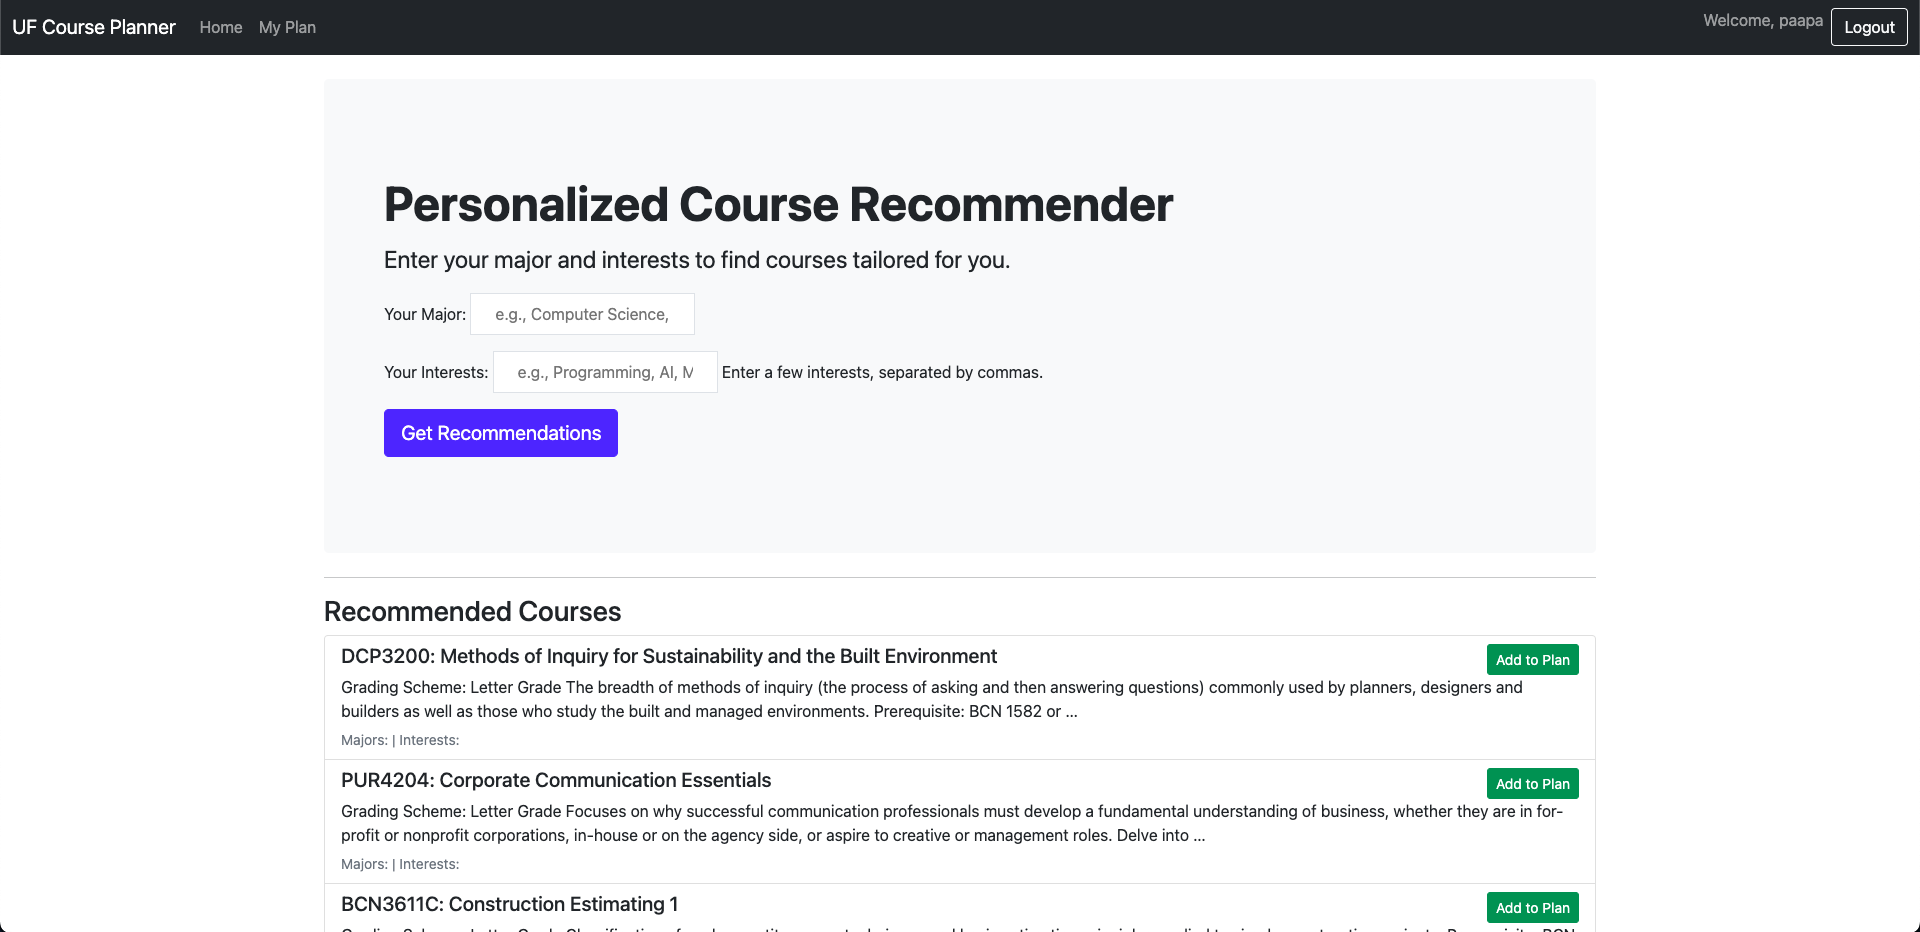 UF Course Planner Home My Plan Welcome, paapa Logout
Personalized Course Recommender
Enter your major and interests to find courses tailored for you.
Your Major: e.g., Computer Science,
Your Interests: e.g., Programming, AI, M Enter a few interests, separated by commas.
Get Recommendations
Recommended Courses
DCP3200: Methods of Inquiry for Sustainability and the Built Environment Add to Plan
Grading Scheme: Letter Grade The breadth of methods of inquiry (the process of asking and then answering questions) commonly used by planners, designers and
builders as well as those who study the built and managed environments. Prerequisite: BCN 1582 or ...
Majors: | Interests:
PUR4204: Corporate Communication Essentials Add to Plan
Grading Scheme: Letter Grade Focuses on why successful communication professionals must develop a fundamental understanding of business, whether they are in for-
profit or nonprofit corporations, in-house or on the agency side, or aspire to creative or management roles. Delve into ...
Majors: | Interests:
BCN3611C: Construction Estimating 1 Add to Plan